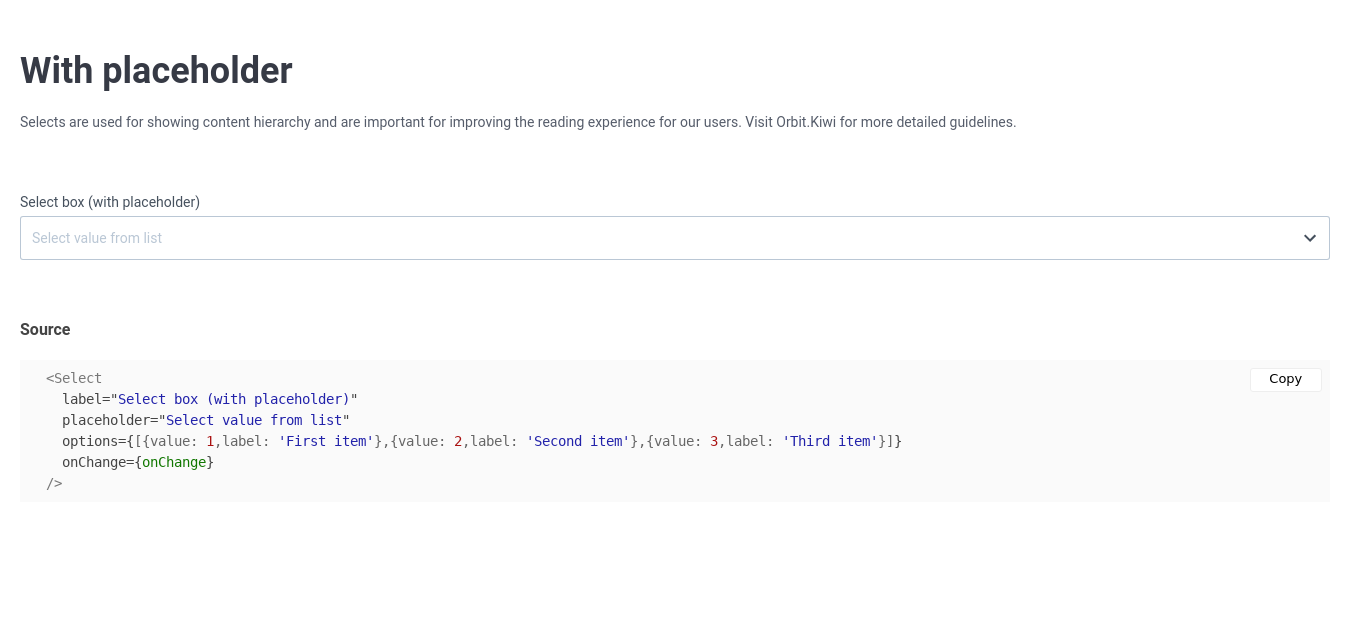 With placeholder
Selects are used for showing content hierarchy and are important for improving the reading experience for our users. Visit Orbit.Kiwi for more detailed guidelines.
Select box (with placeholder)
Select value from list
Source
<Select
Copy
label="Select box (with placeholder)"
placeholder="Select value from list"
options={[{value: 1,label: 'First item'},{value: 2,label: 'Second item'},{value: 3,label: 'Third item'}]}
onChange={onChange}
/>